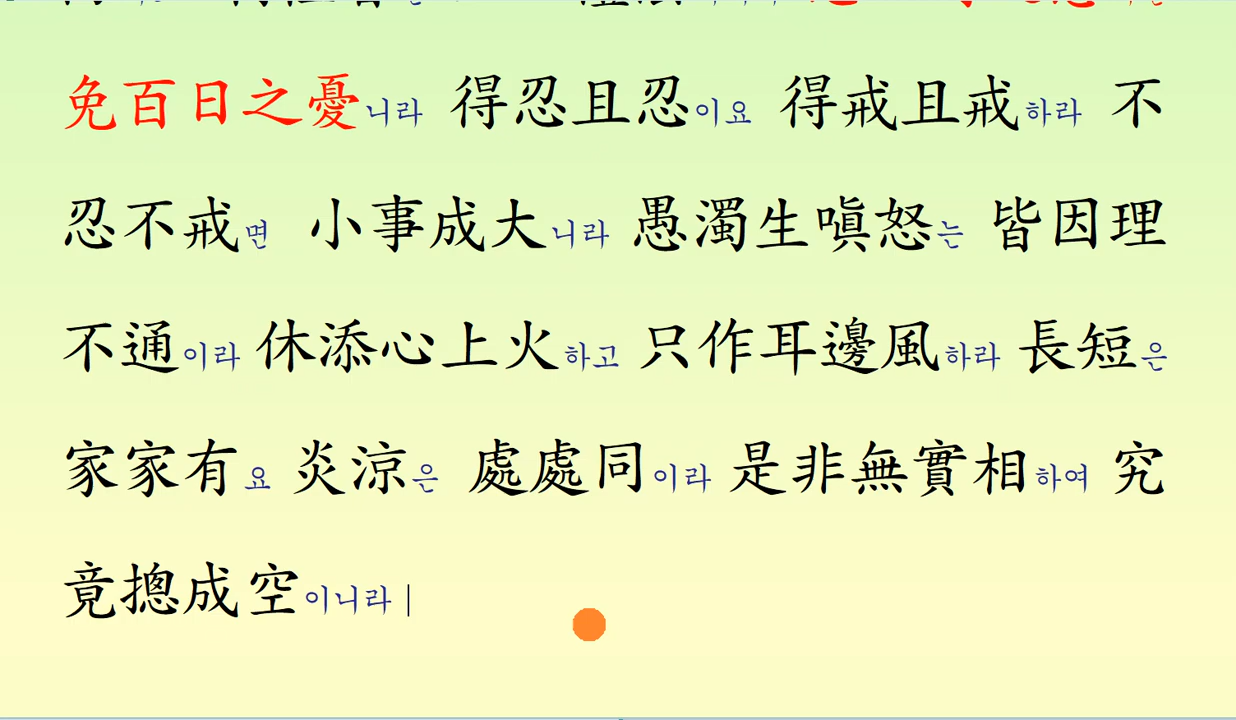 免百日之憂니라 得忍且忍이요 得戒且戒하라 不
忍不戒면 小事成大니라 愚濁生嗔怒는 皆因理
不通이라 休添心上火하고 只作耳邊風하라 長短은
家家有요 炎涼은 處處同이라 是非無實相하여 究
竟摠成空이니라